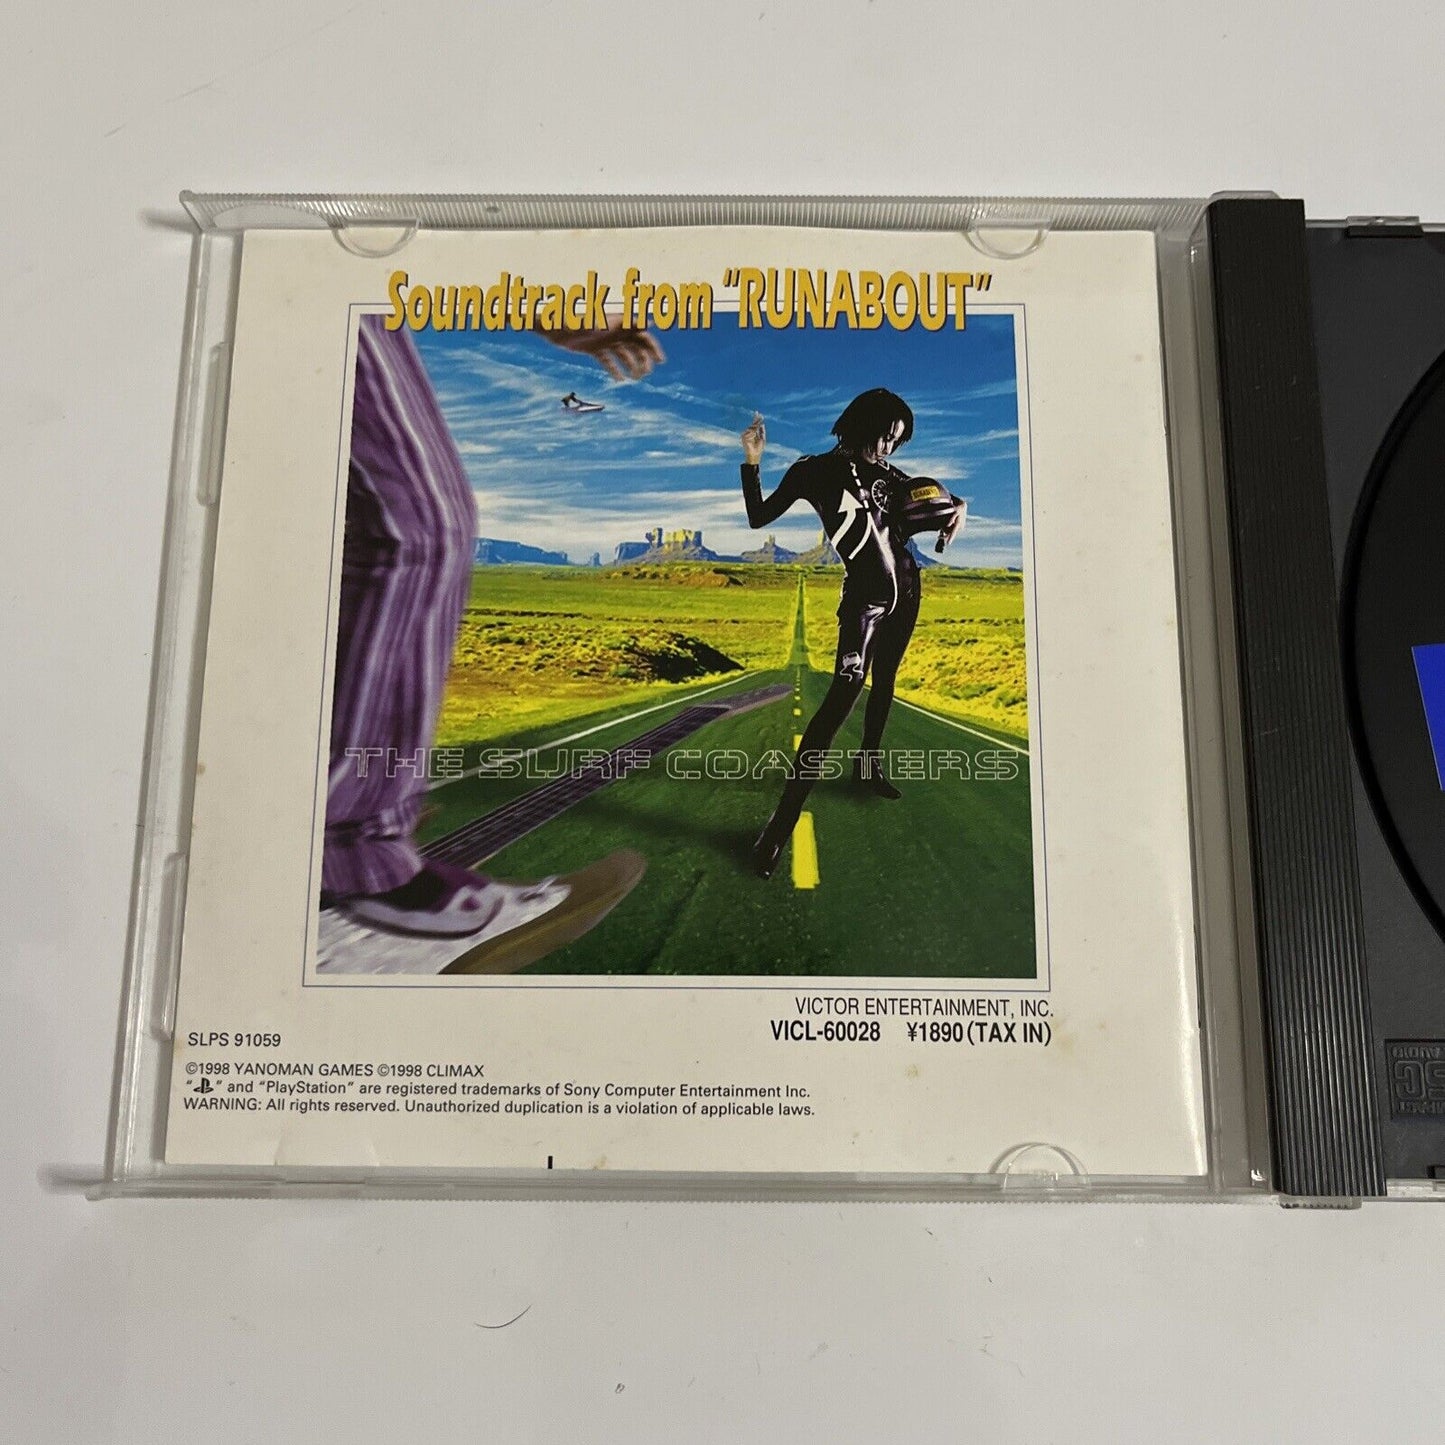 Soundtrack from "RUNABOUT"
RUNABOUT
THE SURF COASTERS
VICTOR ENTERTAINMENT, INC.
VICL-60028 ¥1890(TAX IN)
SLPS 91059
©1998 YANOMAN GAMES ©1998 CLIMAX
" " and "PlayStation" are registered trademarks of Sony Computer Entertainment Inc.
WARNING: All rights reserved. Unauthorized duplication is a violation of applicable laws.